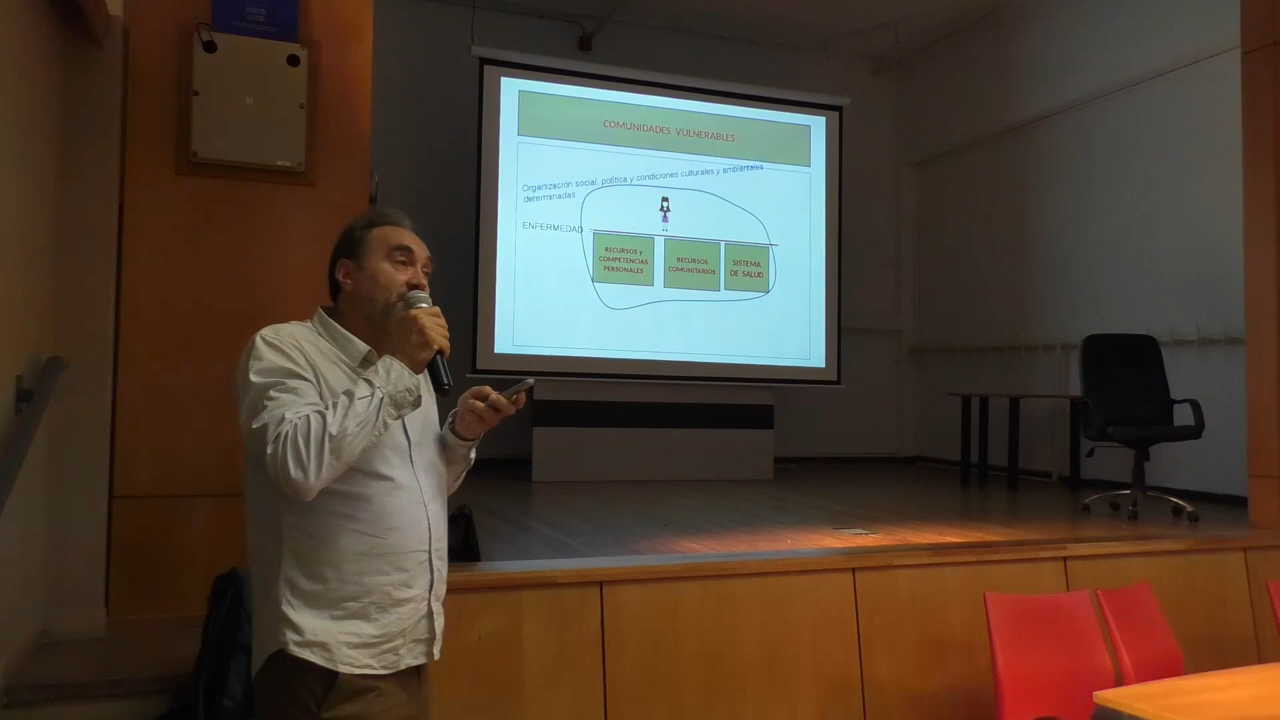 COMUNIDADES VULNERABLES
Organización social, política y condiciones culturales y ambientales
determinadas
ENFERMEDAD
RECURSOS y
COMPETENCIAS
PERSONALES
RECURSOS
COMUNITARIOS
SISTEMA
DE SALUD